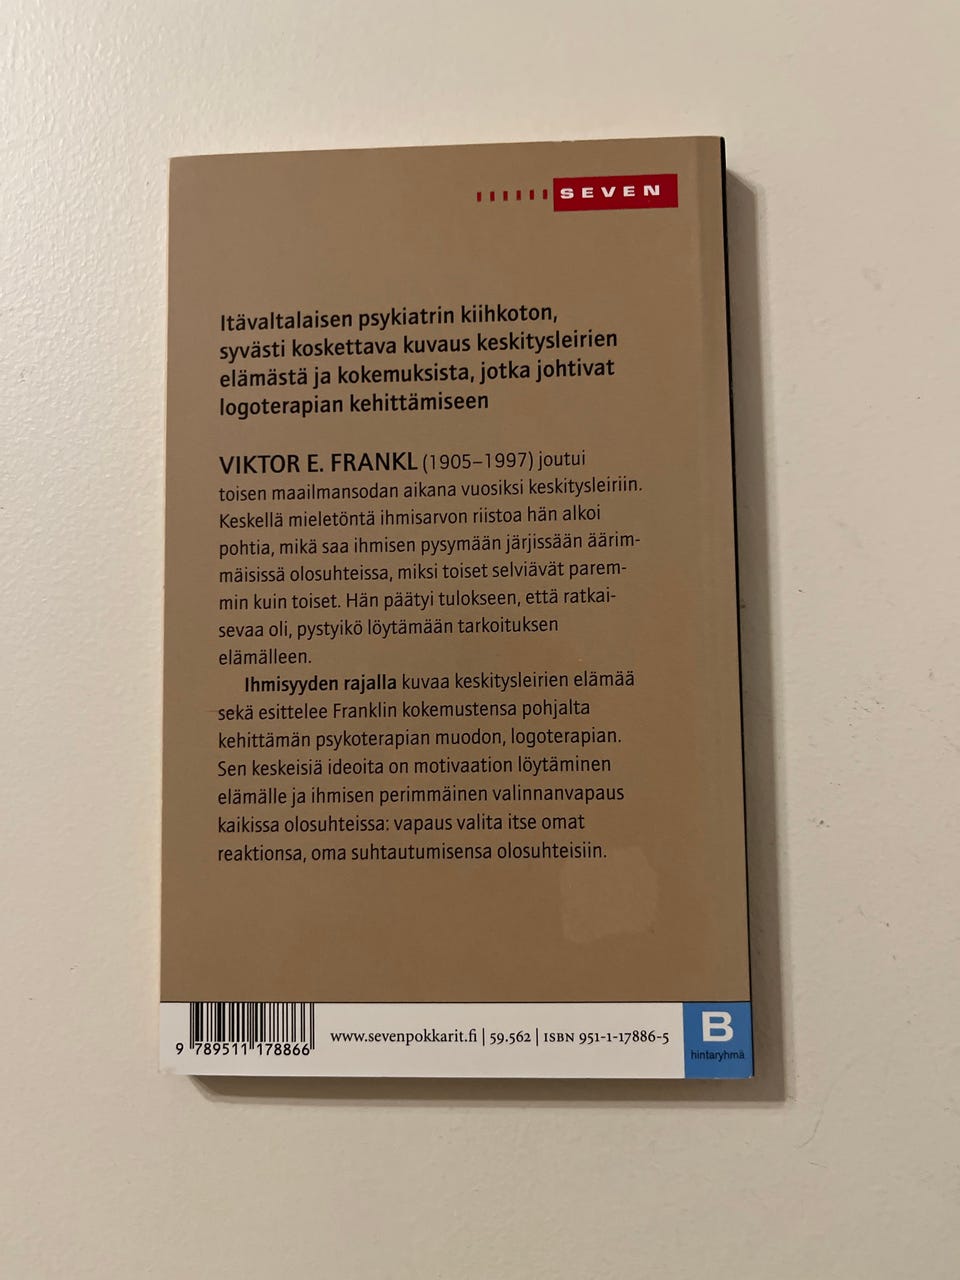 SEVEN
Itävaltalaisen psykiatrin kiihkoton,
syvästi koskettava kuvaus keskitysleirien
elämästä ja kokemuksista, jotka johtivat
logoterapian kehittämiseen
VIKTOR E. FRANKL (1905–1997) joutui
toisen maailmansodan aikana vuosiksi keskitysleiriin.
Keskellä mieletöntä ihmisarvon riistoa hän alkoi
pohtia, mikä saa ihmisen pysymään järjissään äärim-
mäisissä olosuhteissa, miksi toiset selviävät parem-
min kuin toiset. Hän päätyi tulokseen, että ratkai-
sevaa oli, pystyikö löytämään tarkoituksen
elämälleen.
Ihmisyyden rajalla kuvaa keskitysleirien elämää
sekä esittelee Franklin kokemustensa pohjalta
kehittämän psykoterapian muodon, logoterapian.
Sen keskeisiä ideoita on motivaation löytäminen
elämälle ja ihmisen perimmäinen valinnanvapaus
kaikissa olosuhteissa: vapaus valita itse omat
reaktionsa, oma suhtautumisensa olosuhteisiin.
9 789511 178866
www.sevenpokkarit.fi | 59.562 | ISBN 951-1-17886-5
B
hintaryhmä